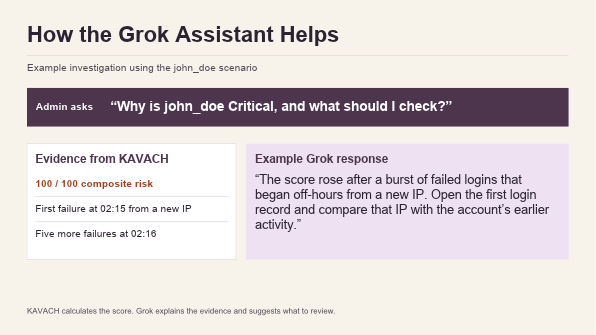 How the Grok Assistant Helps
Example investigation using the john_doe scenario
Admin asks “Why is john_doe Critical, and what should I check?”
Evidence from KAVACH
100 / 100 composite risk
First failure at 02:15 from a new IP
Five more failures at 02:16
Example Grok response
“The score rose after a burst of failed logins that
began off-hours from a new IP. Open the first login
record and compare that IP with the account’s earlier
activity.”
KAVACH calculates the score. Grok explains the evidence and suggests what to review.